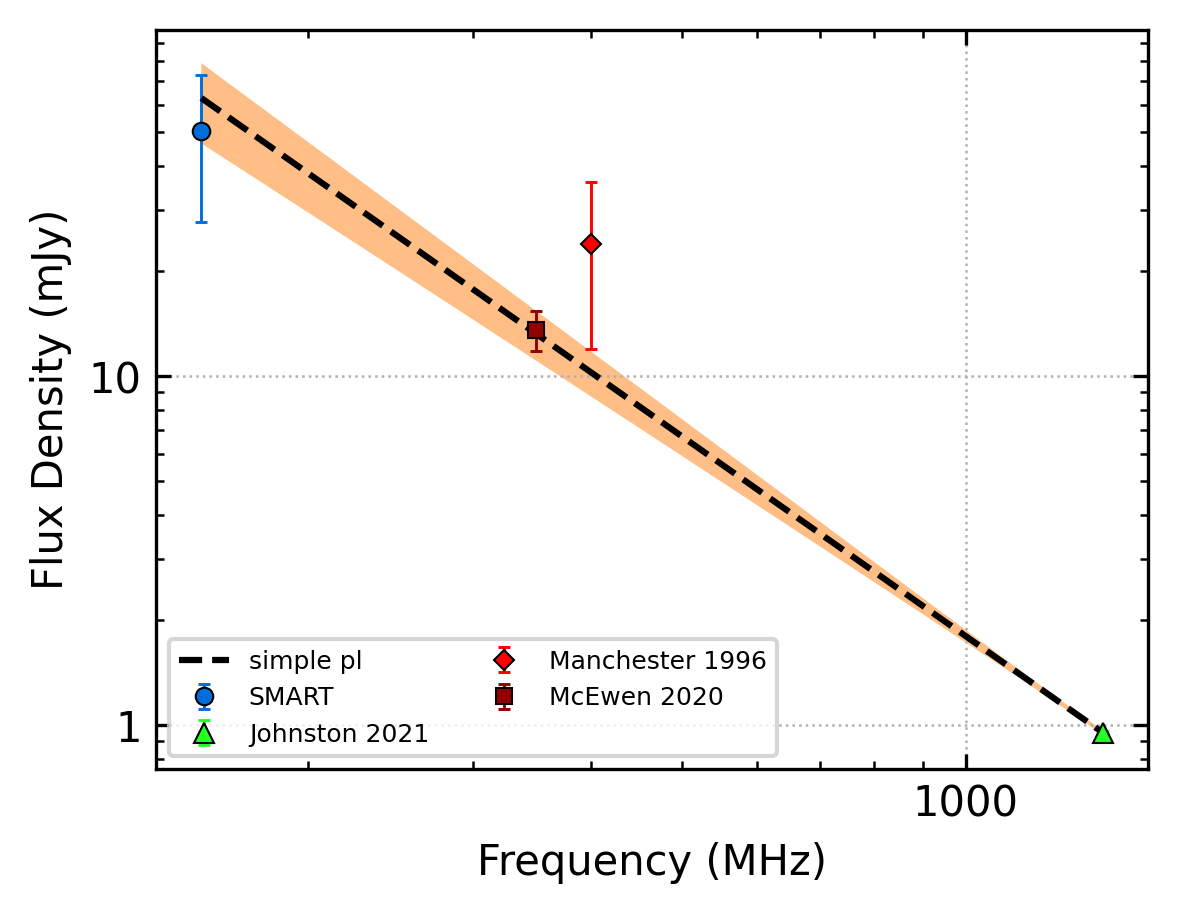 Flux Density (mJy)
10
1
simple pl
SMART
Johnston 2021
Manchester 1996
McEwen 2020
1000
Frequency (MHz)